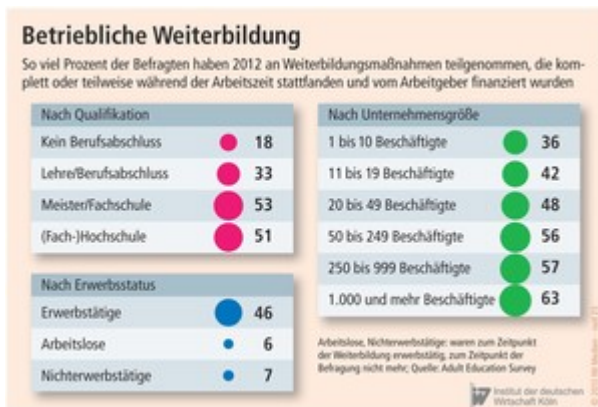 Betriebliche Weiterbildung
So viel Prozent der Befragten haben 2012 an Weiterbildungsmaßnahmen teilgenommen, die kom-
plett oder teilweise während der Arbeitszeit stattfanden und vom Arbeitgeber finanziert wurden
Nach Qualifikation
Kein Berufsabschluss 18
Lehre/Berufsabschluss 33
Meister/Fachschule 53
(Fach-)Hochschule 51
Nach Erwerbsstatus
Erwerbstätige 46
Arbeitslose 6
Nichterwerbstätige 7
Nach Unternehmensgröße
1 bis 10 Beschäftigte 36
11 bis 19 Beschäftigte 42
20 bis 49 Beschäftigte 48
50 bis 249 Beschäftigte 56
250 bis 999 Beschäftigte 57
1.000 und mehr Beschäftigte 63
Arbeitslose, Nichterwerbstätige: waren zum Zeitpunkt
der Weiterbildung erwerbstätig, zum Zeitpunkt der
Befragung nicht mehr; Quelle: Adult Education Survey
Institut der deutschen
Wirtschaft Köln